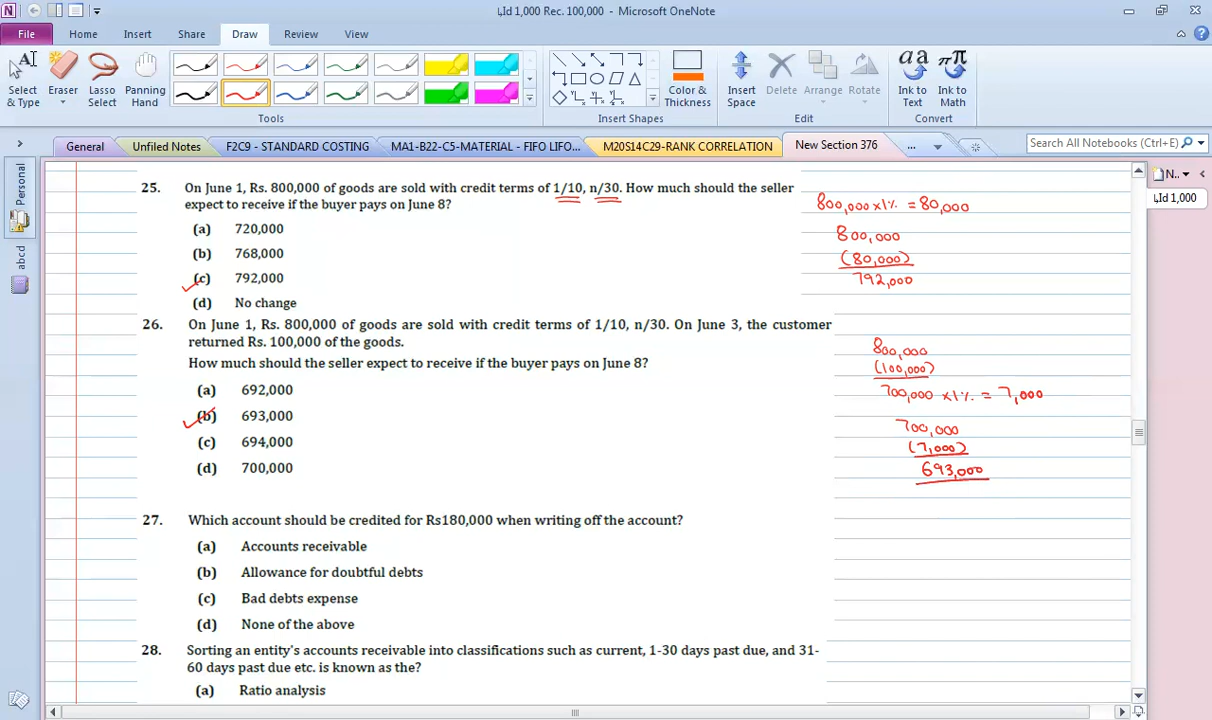 ปld 1,000 Rec. 100,000 - Microsoft OneNote
File Home Insert Share Draw Review View
Select & Type
Eraser
Lasso Select
Panning Hand
Color & Thickness
Insert Space
Delete
Arrange
Rotate
Ink to Text
Ink to Math
Tools
Insert Shapes
Edit
Convert
General
Unfiled Notes
F2C9 - STANDARD COSTING
MA1-B22-C5-MATERIAL - FIFO LIFO...
M20S14C29-RANK CORRELATION
New Section 376
...
Search All Notebooks (Ctrl+E)
Personal
abcd
N..
1,000
25. On June 1, Rs. 800,000 of goods are sold with credit terms of 1/10, n/30. How much should the seller
expect to receive if the buyer pays on June 8?
(a) 720,000
(b) 768,000
(c) 792,000
(d) No change
800,000 x 1% = 80,000
800,000
(80,000)
792,000
26. On June 1, Rs. 800,000 of goods are sold with credit terms of 1/10, n/30. On June 3, the customer
returned Rs. 100,000 of the goods.
How much should the seller expect to receive if the buyer pays on June 8?
(a) 692,000
(b) 693,000
(c) 694,000
(d) 700,000
800,000
(100,000)
700,000 x 1% = 7,000
700,000
(7,000)
693,000
27. Which account should be credited for Rs180,000 when writing off the account?
(a) Accounts receivable
(b) Allowance for doubtful debts
(c) Bad debts expense
(d) None of the above
28. Sorting an entity's accounts receivable into classifications such as current, 1-30 days past due, and 31-
60 days past due etc. is known as the?
(a) Ratio analysis